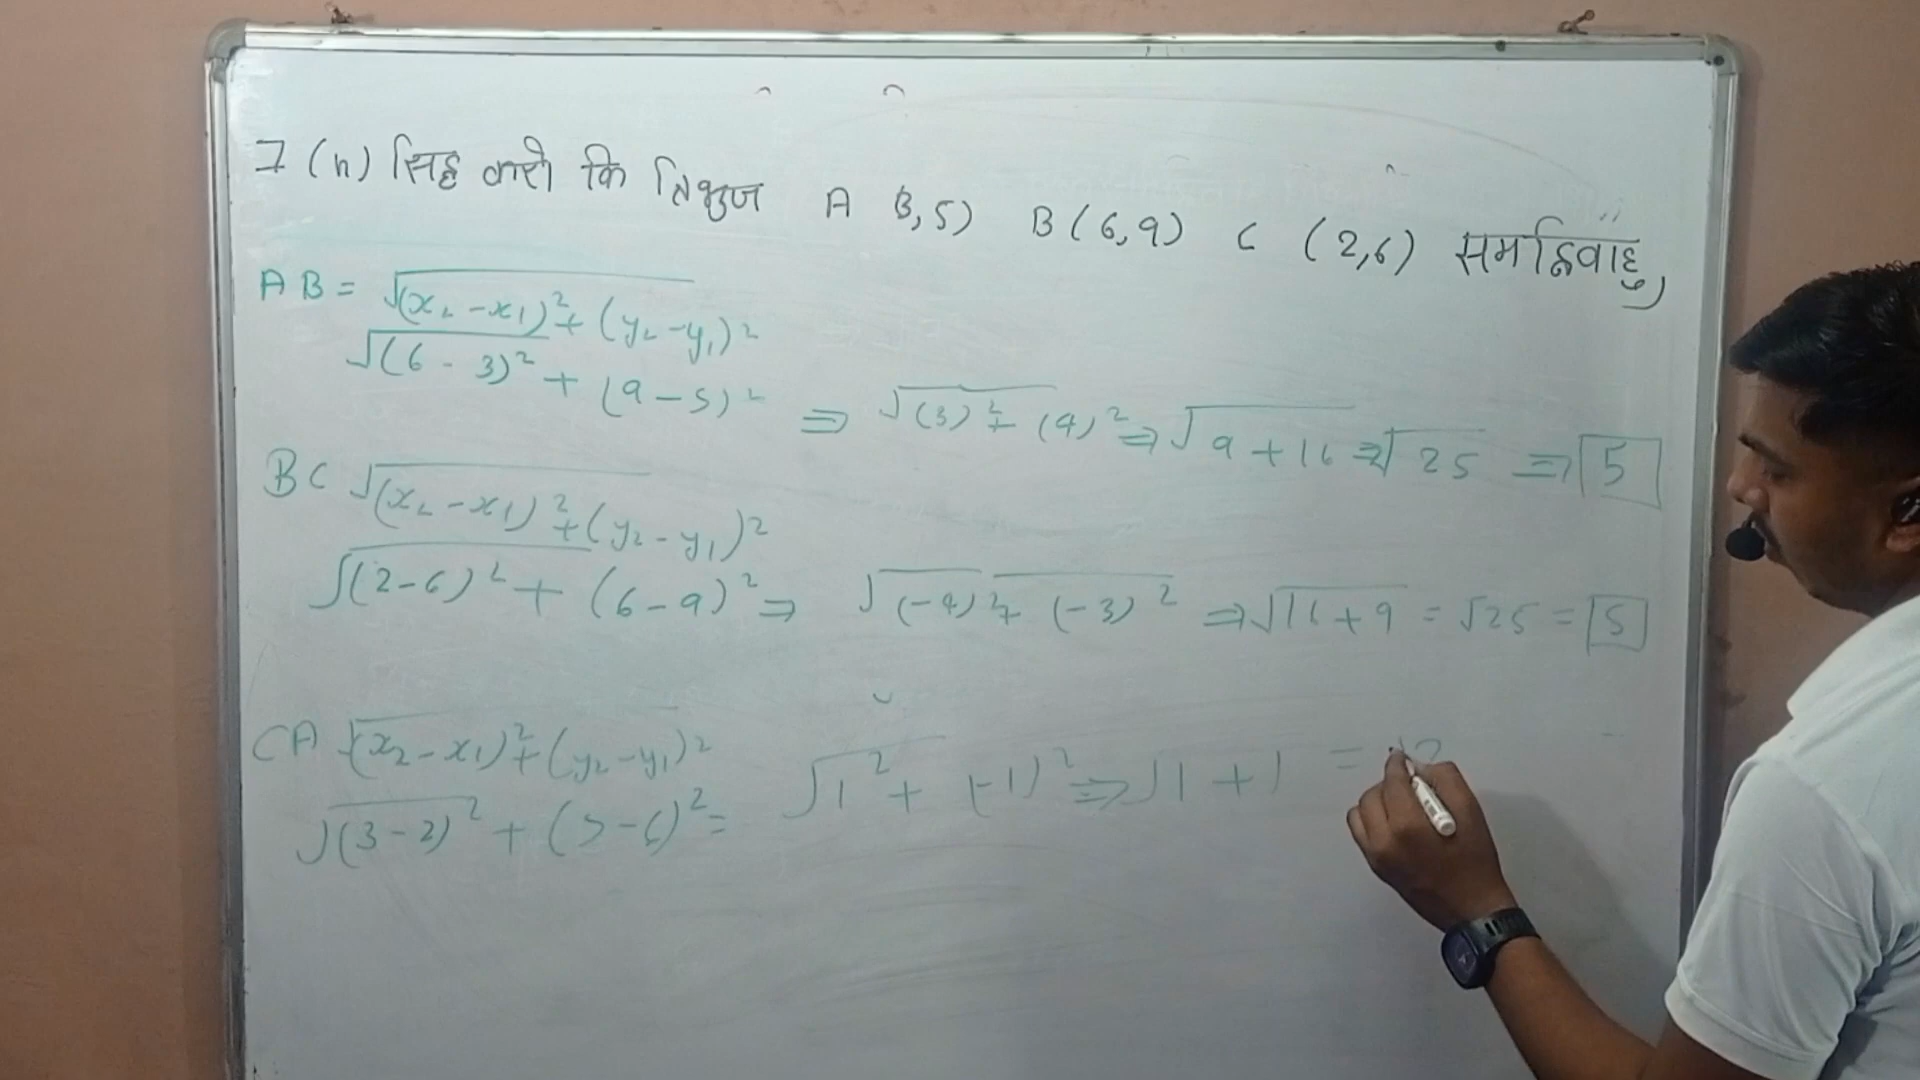 7 (h) सिद्ध करो कि त्रिभुज A (3,5) B (6,9) C (2,6) समद्विबाहु
AB = √(x₂-x₁)²+(y₂-y₁)²
√(6-3)²+(9-5)² ⇒ √(3)²+(4)² ⇒ √9+16 ⇒ √25 ⇒ 5
BC √(x₂-x₁)²+(y₂-y₁)²
√(2-6)²+(6-9)² ⇒ √(-4)²+(-3)² ⇒ √16+9 = √25 = 5
CA √(x₂-x₁)²+(y₂-y₁)²
√(3-2)²+(5-6)² = √1²+(-1)² ⇒ √1+1 = √2